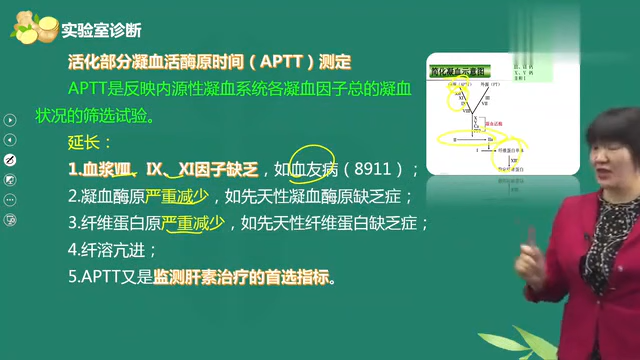 实验室诊断
活化部分凝血活酶原时间（APTT）测定
APTT是反映内源性凝血系统各凝血因子总的凝血
状况的筛选试验。
延长：
1.血浆Ⅷ、Ⅸ、Ⅺ因子缺乏，如血友病（8911）；
2.凝血酶原严重减少，如先天性凝血酶原缺乏症；
3.纤维蛋白原严重减少，如先天性纤维蛋白缺乏症；
4.纤溶亢进；
5.APTT又是监测肝素治疗的首选指标。
简化凝血示意图